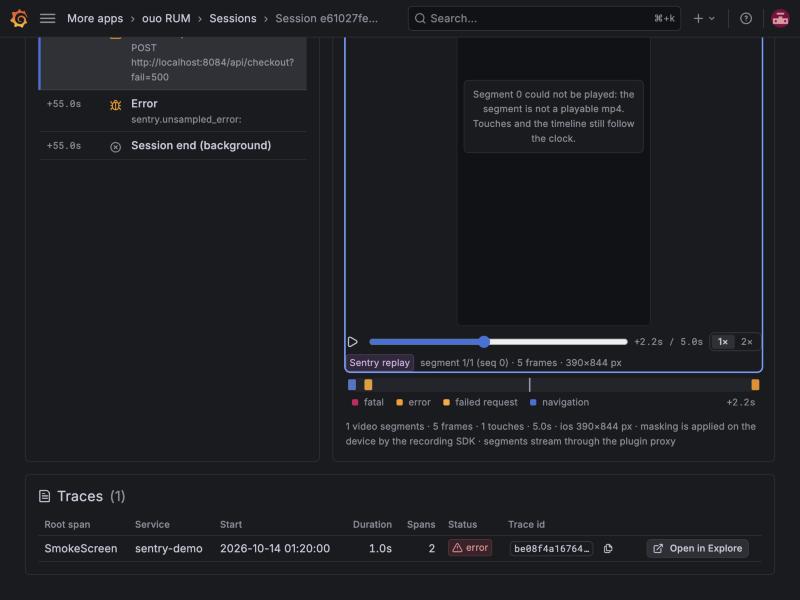 More apps › ouo RUM › Sessions › Session e61027fe...
Search... ⌘+k
POST
http://localhost:8084/api/checkout?
fail=500
+55.0s Error
sentry.unsampled_error:
+55.0s Session end (background)
Segment 0 could not be played: the
segment is not a playable mp4.
Touches and the timeline still follow
the clock.
+2.2s / 5.0s 1× 2×
Sentry replay segment 1/1 (seq 0) · 5 frames · 390×844 px
fatal error failed request navigation +2.2s
1 video segments · 5 frames · 1 touches · 5.0s · ios 390×844 px · masking is applied on the
device by the recording SDK · segments stream through the plugin proxy
Traces (1)
Root span Service Start Duration Spans Status Trace id
SmokeScreen sentry-demo 2026-10-14 01:20:00 1.0s 2 error be08f4a16764… Open in Explore